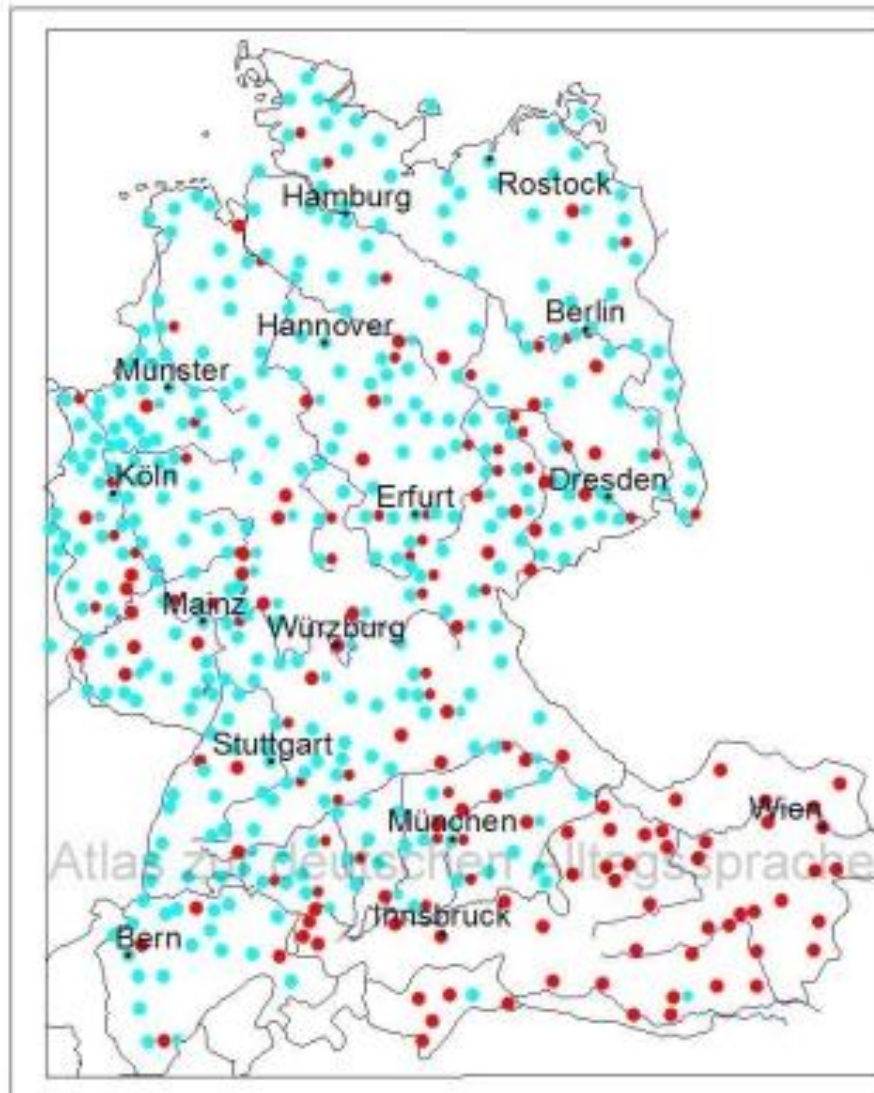 Hamburg
Rostock
Hannover
Berlin
Münster
Köln
Erfurt
Dresden
Mainz
Würzburg
Stuttgart
München
Wien
Atlas zur deutschen Alltagssprache
Innsbruck
Bern